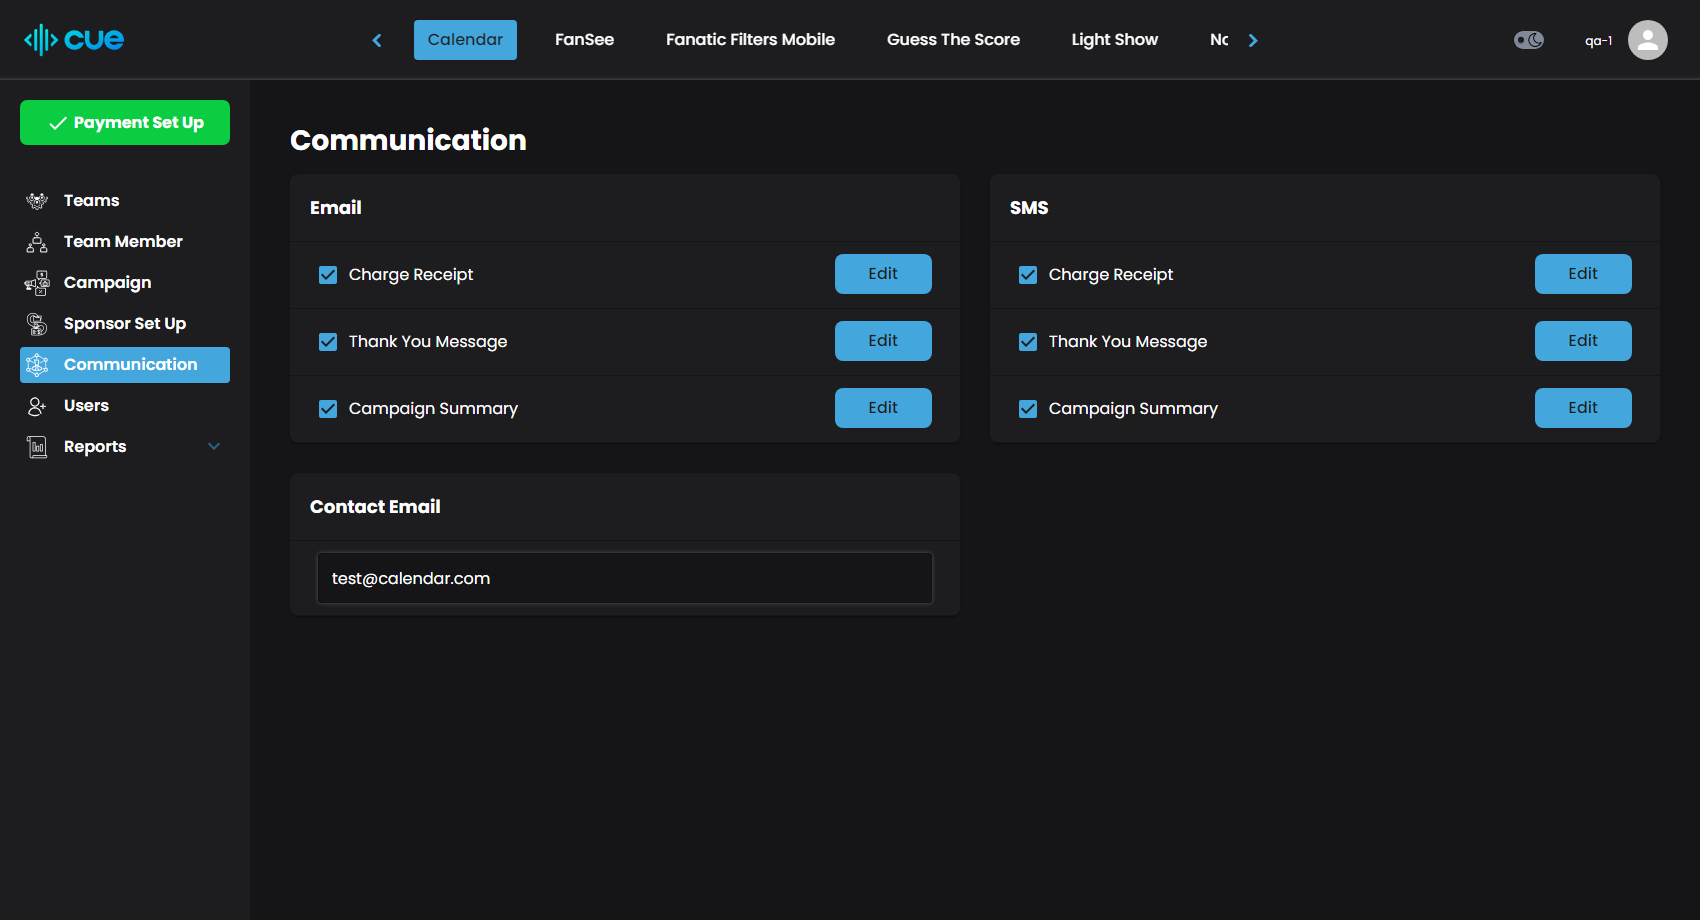 cue
Calendar
FanSee
Fanatic Filters Mobile
Guess The Score
Light Show
qa-1
Payment Set Up
Teams
Team Member
Campaign
Sponsor Set Up
Communication
Users
Reports
Communication
Email
Charge Receipt Edit
Thank You Message Edit
Campaign Summary Edit
SMS
Charge Receipt Edit
Thank You Message Edit
Campaign Summary Edit
Contact Email
test@calendar.com